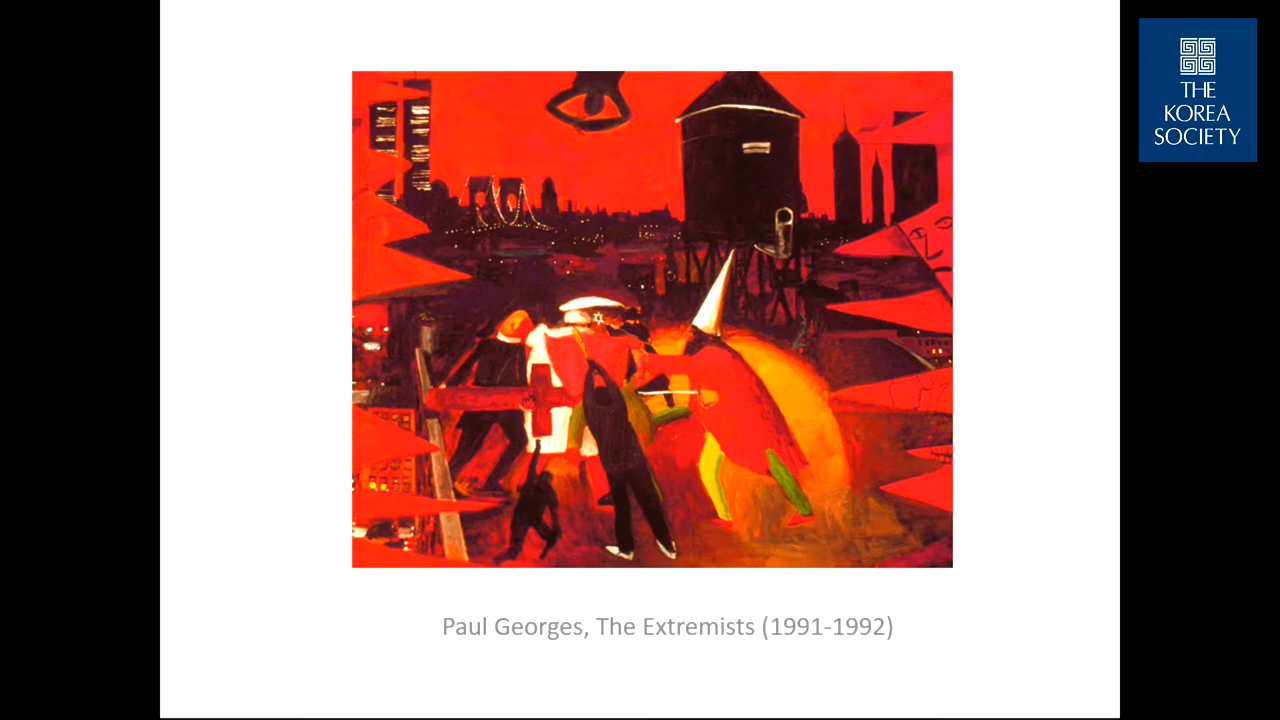 THE
KOREA
SOCIETY
Paul Georges, The Extremists (1991-1992)